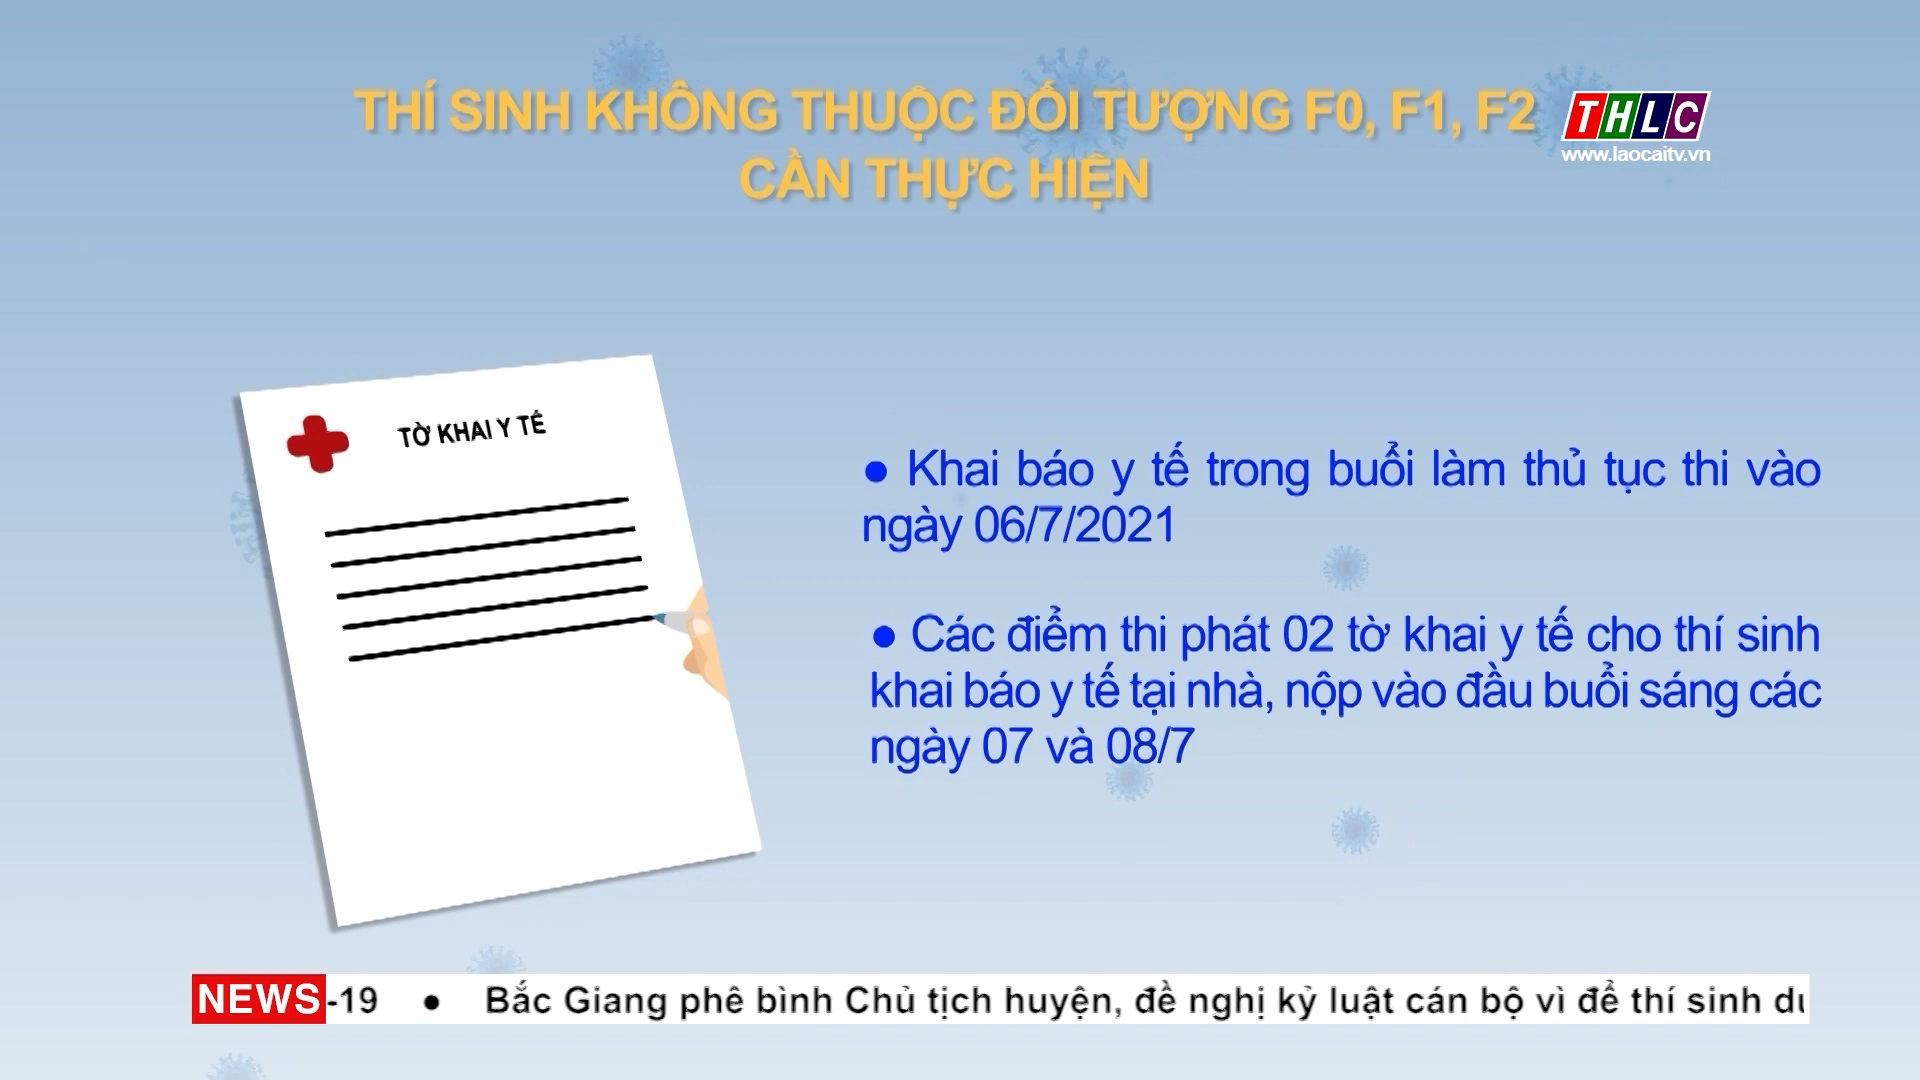 THÍ SINH KHÔNG THUỘC ĐỐI TƯỢNG F0, F1, F2
CẦN THỰC HIỆN
THLC
www.laocaitv.vn
TỜ KHAI Y TẾ
● Khai báo y tế trong buổi làm thủ tục thi vào
ngày 06/7/2021
● Các điểm thi phát 02 tờ khai y tế cho thí sinh
khai báo y tế tại nhà, nộp vào đầu buổi sáng các
ngày 07 và 08/7
NEWS -19 ● Bắc Giang phê bình Chủ tịch huyện, đề nghị kỷ luật cán bộ vì để thí sinh